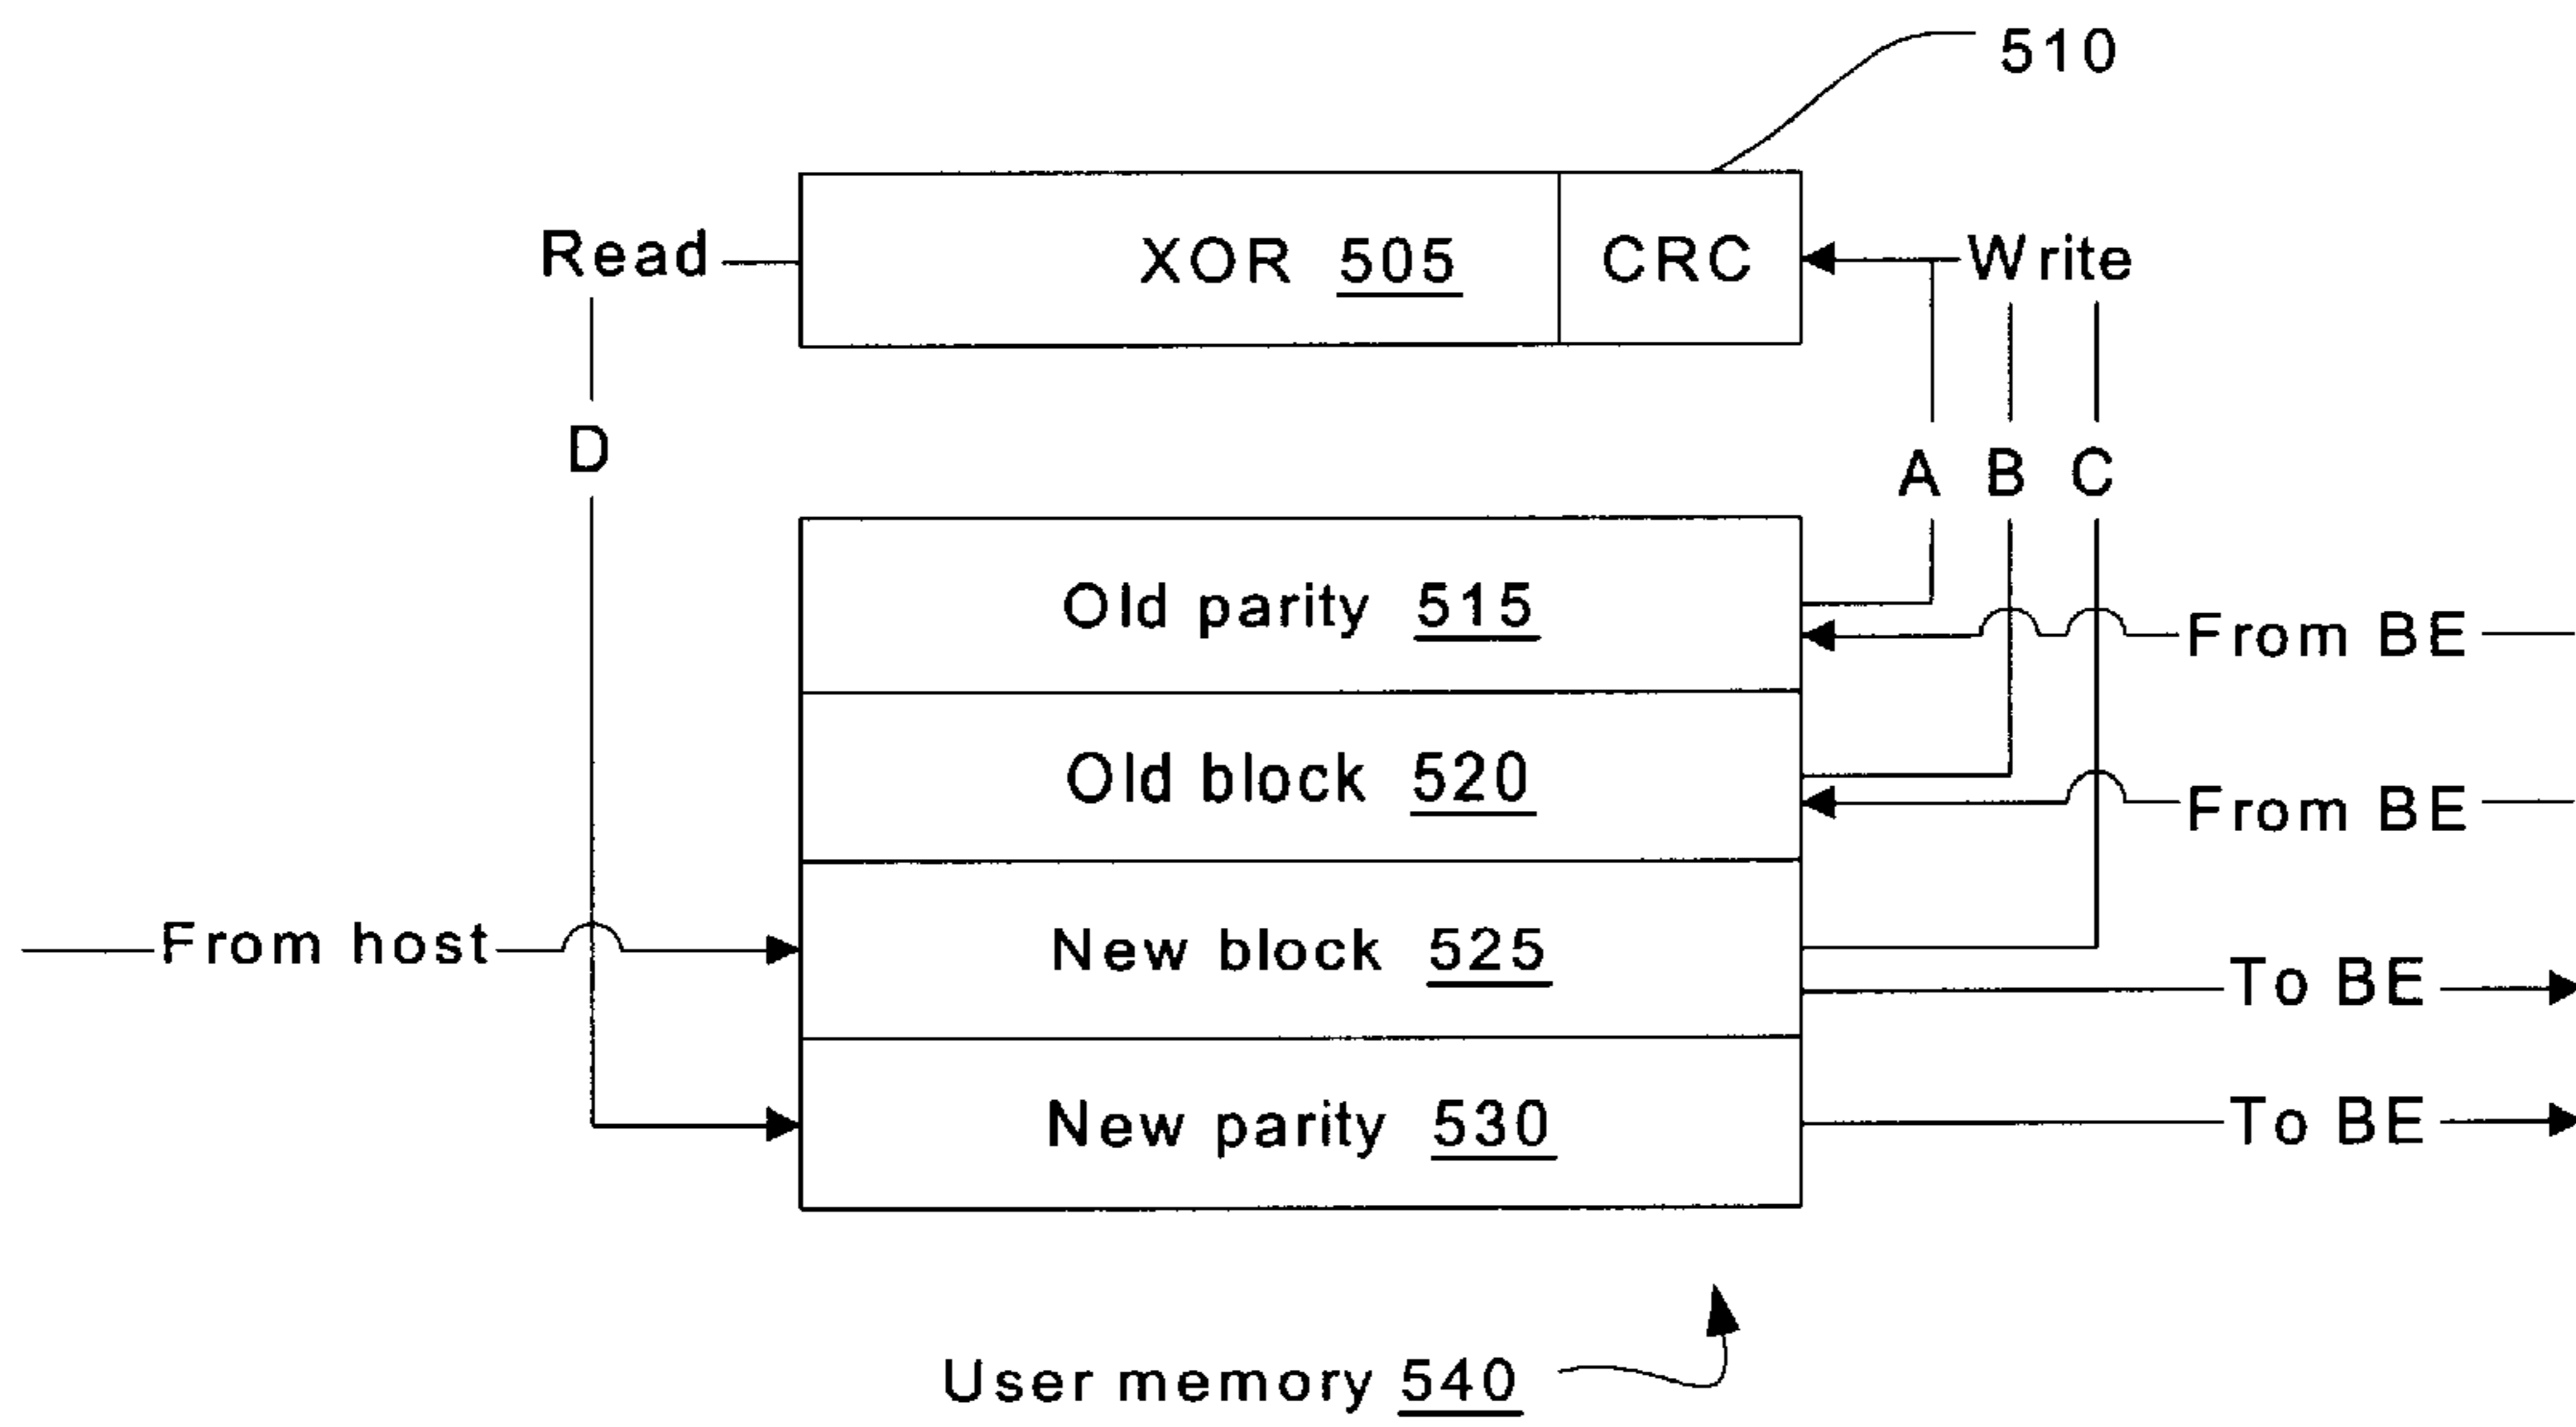 510
Read XOR 505 CRC Write
D
A B C
Old parity 515
From BE
Old block 520
From BE
From host New block 525
To BE
New parity 530 To BE
User memory 540